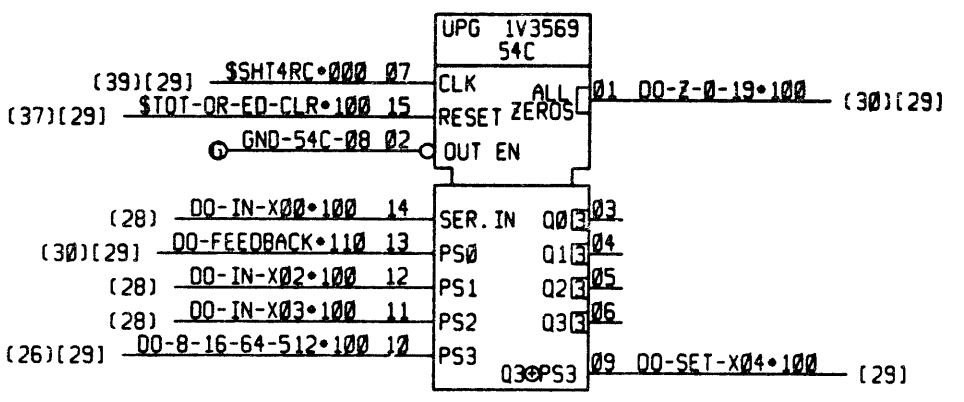 UPG 1V3569
54C
(39)[29] $SHT4RC•000 07 CLK
ALL ZEROS 01 DO-Z-0-19•100 (30)[29]
(37)[29] $TOT-OR-ED-CLR•100 15 RESET
G GND-54C-08 02 OUT EN
(28) DO-IN-X00•100 14 SER.IN Q0 3 03
(30)[29] DO-FEEDBACK•110 13 PS0 Q1 3 04
(28) DO-IN-X02•100 12 PS1 Q2 3 05
(28) DO-IN-X03•100 11 PS2 Q3 3 06
(26)[29] DO-8-16-64-512•100 10 PS3
Q3⊕PS3 09 DO-SET-X04•100 [29]